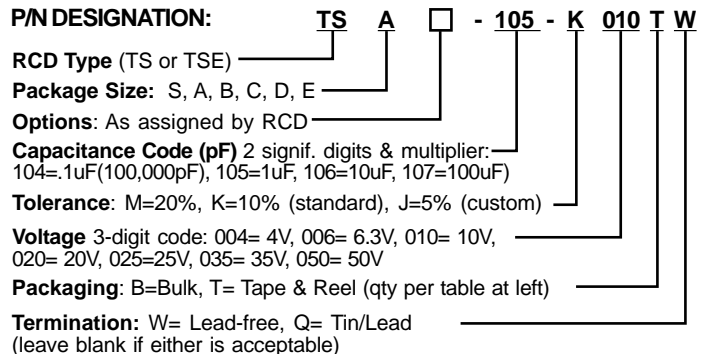 P/N DESIGNATION: TS A □ - 105 - K 010 T W
RCD Type (TS or TSE)
Package Size: S, A, B, C, D, E
Options: As assigned by RCD
Capacitance Code (pF) 2 signif. digits & multiplier:
104=.1uF(100,000pF), 105=1uF, 106=10uF, 107=100uF)
Tolerance: M=20%, K=10% (standard), J=5% (custom)
Voltage 3-digit code: 004= 4V, 006= 6.3V, 010= 10V,
020= 20V, 025=25V, 035= 35V, 050= 50V
Packaging: B=Bulk, T= Tape & Reel (qty per table at left)
Termination: W= Lead-free, Q= Tin/Lead
(leave blank if either is acceptable)